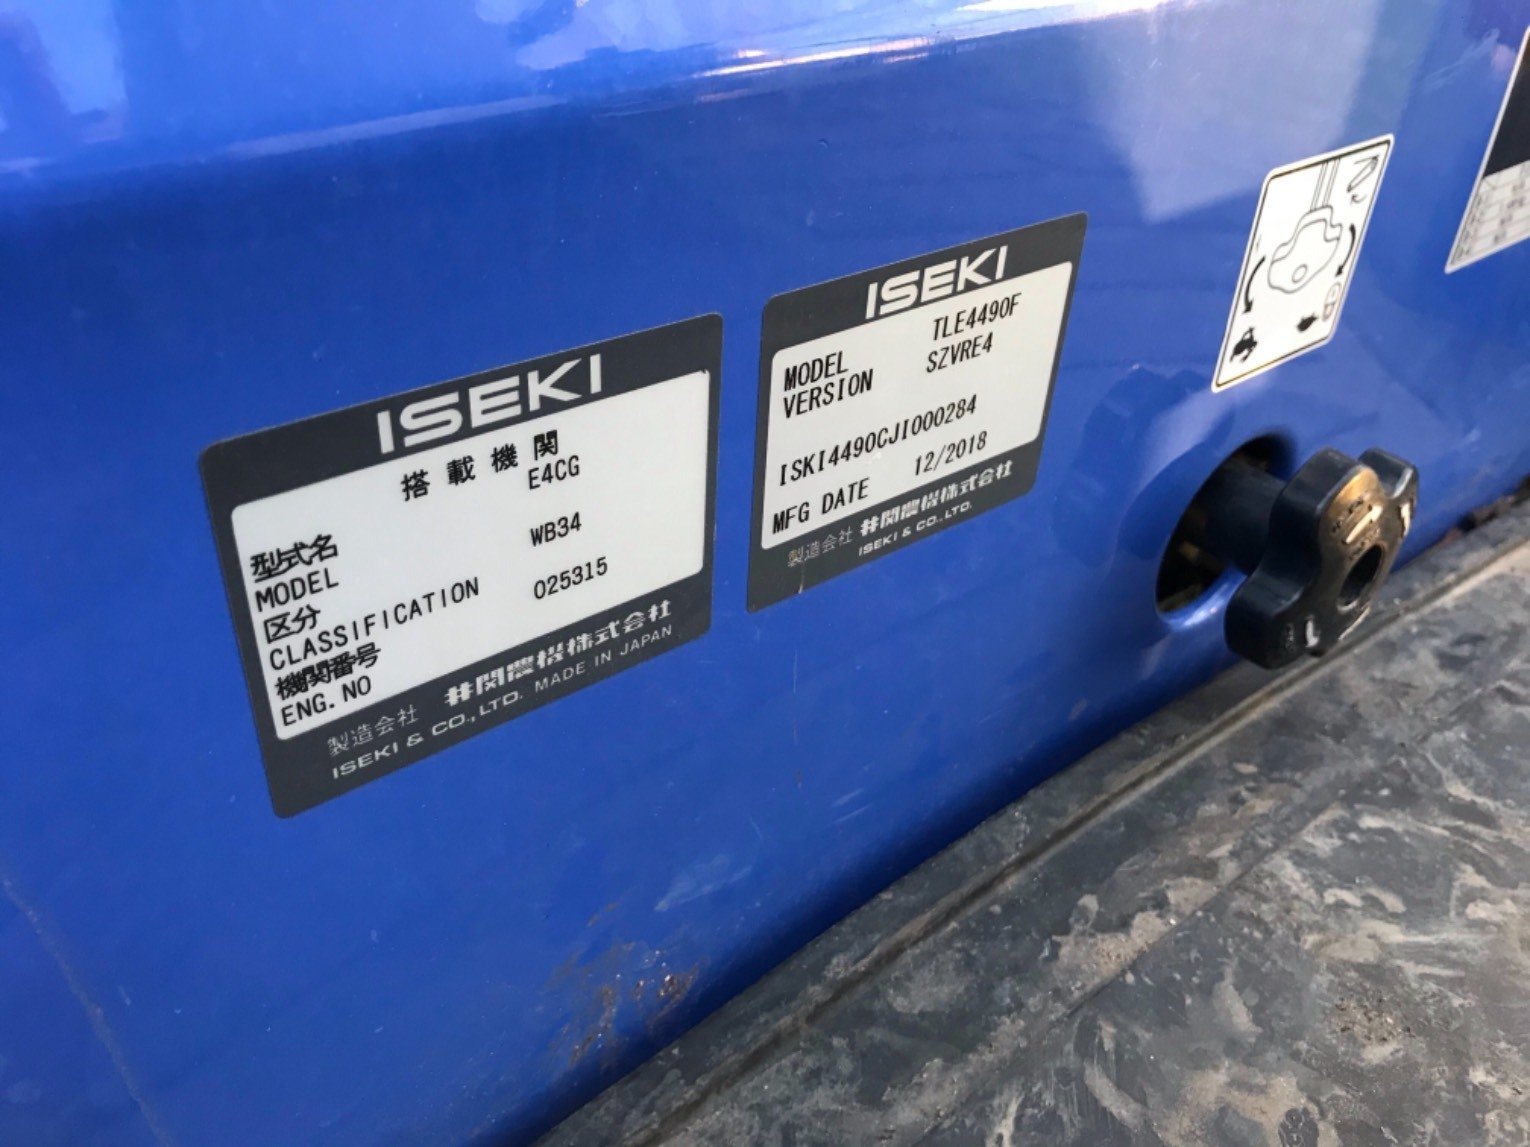 ISEKI
搭載機関
E4CG
型式名
MODEL
WB34
区分
CLASSIFICATION
025315
機関番号
ENG. NO
製造会社 井関農機株式会社
ISEKI & CO., LTD. MADE IN JAPAN
ISEKI
MODEL TLE4490F
VERSION SZVRE4
ISKI4490CJI000284
MFG DATE 12/2018
製造会社 井関農機株式会社
ISEKI & CO., LTD.